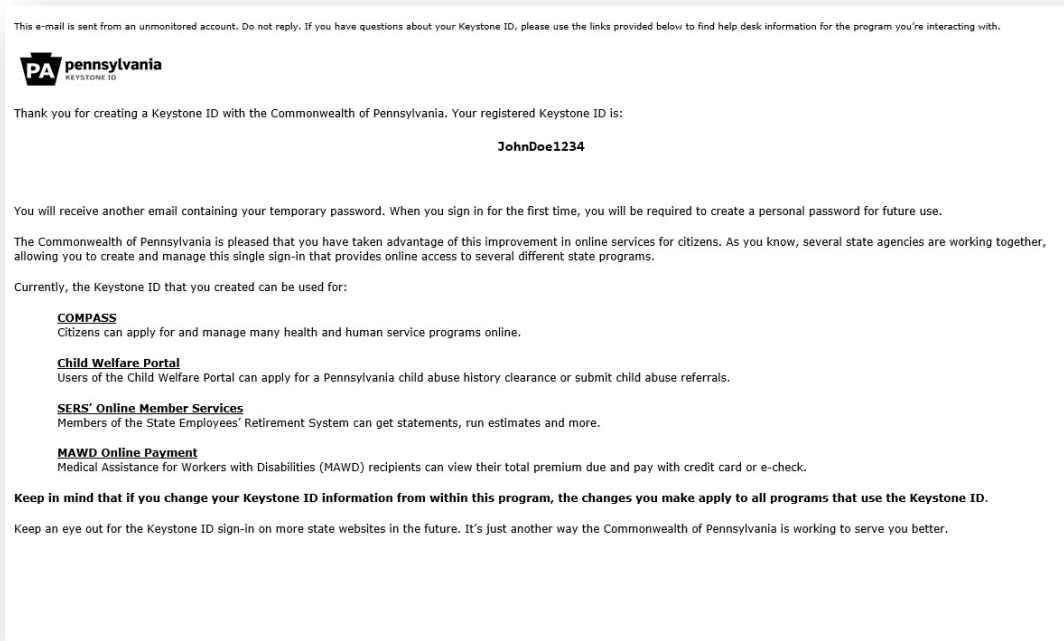 This e-mail is sent from an unmonitored account. Do not reply. If you have questions about your Keystone ID, please use the links provided below to find help desk information for the program you're interacting with.
PA pennsylvania
KEYSTONE ID
Thank you for creating a Keystone ID with the Commonwealth of Pennsylvania. Your registered Keystone ID is:
JohnDoe1234
You will receive another email containing your temporary password. When you sign in for the first time, you will be required to create a personal password for future use.
The Commonwealth of Pennsylvania is pleased that you have taken advantage of this improvement in online services for citizens. As you know, several state agencies are working together,
allowing you to create and manage this single sign-in that provides online access to several different state programs.
Currently, the Keystone ID that you created can be used for:
COMPASS
Citizens can apply for and manage many health and human service programs online.
Child Welfare Portal
Users of the Child Welfare Portal can apply for a Pennsylvania child abuse history clearance or submit child abuse referrals.
SERS' Online Member Services
Members of the State Employees' Retirement System can get statements, run estimates and more.
MAWD Online Payment
Medical Assistance for Workers with Disabilities (MAWD) recipients can view their total premium due and pay with credit card or e-check.
Keep in mind that if you change your Keystone ID information from within this program, the changes you make apply to all programs that use the Keystone ID.
Keep an eye out for the Keystone ID sign-in on more state websites in the future. It's just another way the Commonwealth of Pennsylvania is working to serve you better.